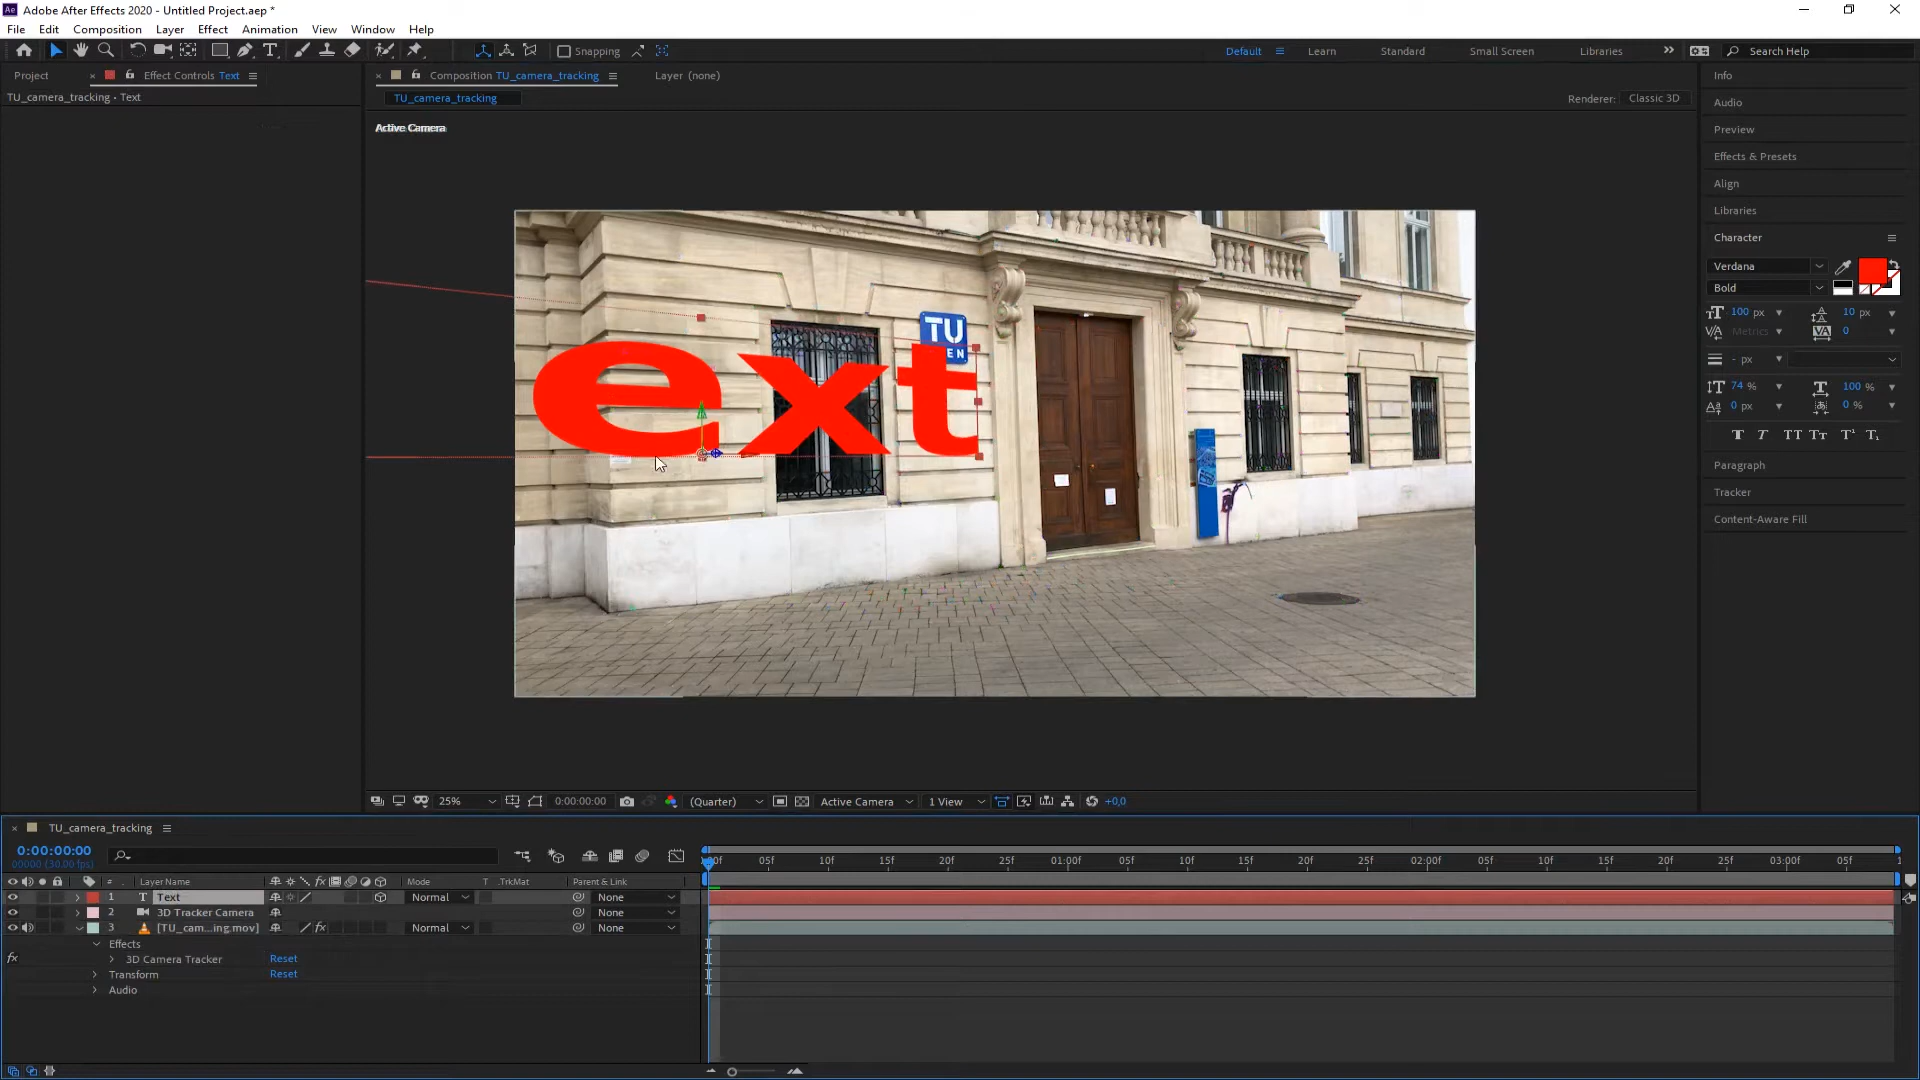 Adobe After Effects 2020 - Untitled Project.aep *
File Edit Composition Layer Effect Animation View Window Help
Snapping
Default Learn Standard Small Screen Libraries Search Help
Project Effect Controls Text
Composition TU_camera_tracking Layer (none)
TU_camera_tracking • Text
TU_camera_tracking
Renderer: Classic 3D
Active Camera
TU
EN
ext
Info
Audio
Preview
Effects & Presets
Align
Libraries
Character
Verdana
Bold
100 px 10 px
Metrics 0
- px
74 % 100 %
0 px 0 %
Paragraph
Tracker
Content-Aware Fill
25% 0:00:00:00 (Quarter) Active Camera 1 View +0,0
TU_camera_tracking
0:00:00:00
00000 (30.00 fps)
:00f 05f 10f 15f 20f 25f 01:00f 05f 10f 15f 20f 25f 02:00f 05f 10f 15f 20f 25f 03:00f 05f 1
# Layer Name Mode T .TrkMat Parent & Link
1 T Text Normal None
2 3D Tracker Camera None
3 [TU_cam...ing.mov] Normal None
Effects
fx 3D Camera Tracker Reset
Transform Reset
Audio